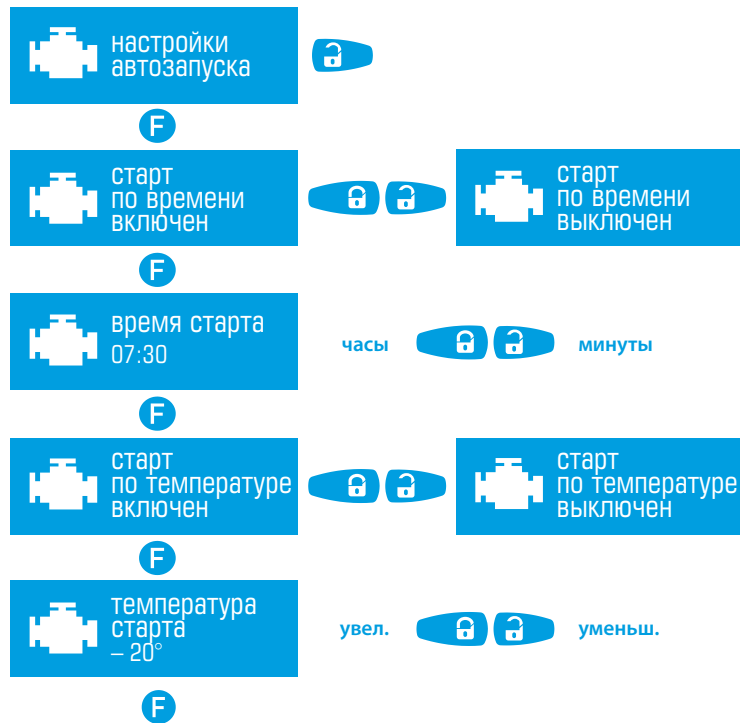 настройки
автозапуска
F
старт
по времени
включен
старт
по времени
выключен
F
время старта
07:30
часы
минуты
F
старт
по температуре
включен
старт
по температуре
выключен
F
температура
старта
– 20°
увел.
уменьш.
F